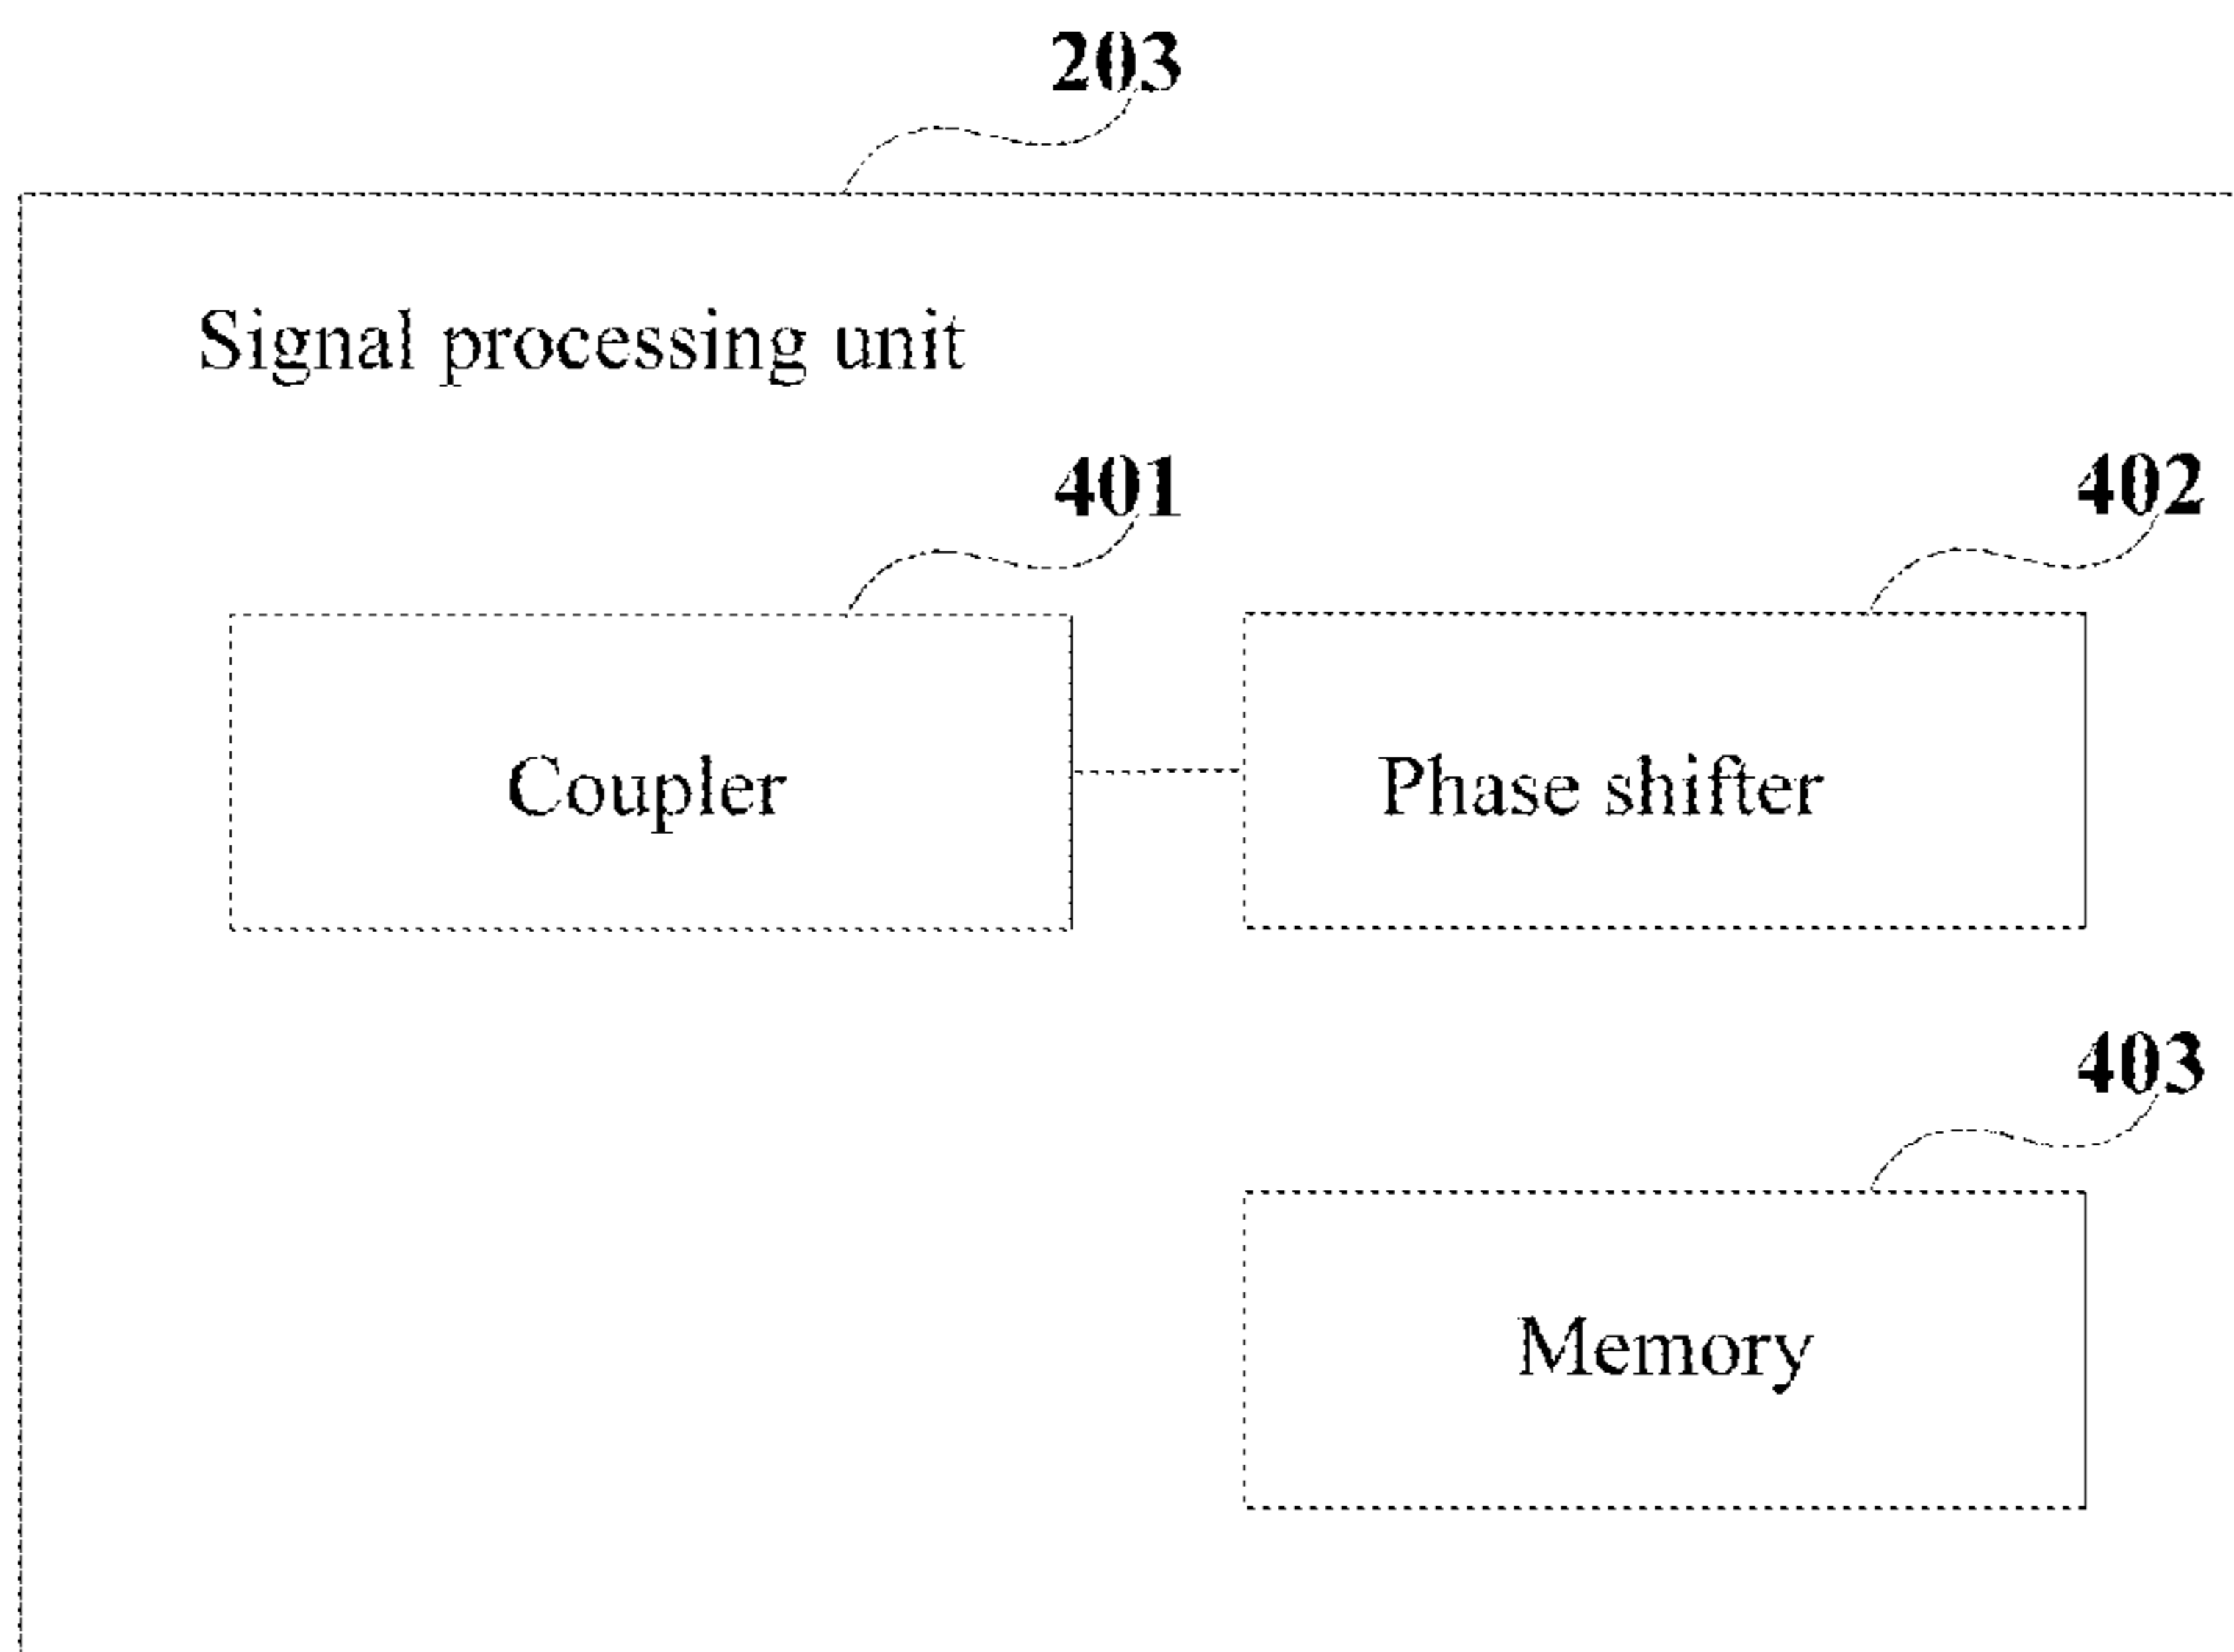 203
Signal processing unit
401
402
Coupler
Phase shifter
403
Memory